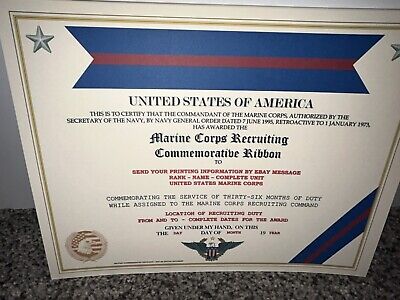 UNITED STATES OF AMERICA
THIS IS TO CERTIFY THAT THE COMMANDANT OF THE MARINE CORPS, AUTHORIZED BY THE
SECRETARY OF THE NAVY, BY NAVY GENERAL ORDER DATED 7 JUNE 1995, RETROACTIVE TO 1 JANUARY 1973,
HAS AWARDED THE
Marine Corps Recruiting
Commemorative Ribbon
TO
SEND YOUR PRINTING INFORMATION BY EBAY MESSAGE
RANK - NAME - COMPLETE UNIT
UNITED STATES MARINE CORPS
COMMEMORATING THE SERVICE OF THIRTY-SIX MONTHS OF DUTY
WHILE ASSIGNED TO THE MARINE CORPS RECRUITING COMMAND
LOCATION OF RECRUITING DUTY
FROM AND TO - COMPLETE DATES FOR THE AWARD
GIVEN UNDER MY HAND, ON THIS
THE DAY DAY OF MONTH 19 YEAR